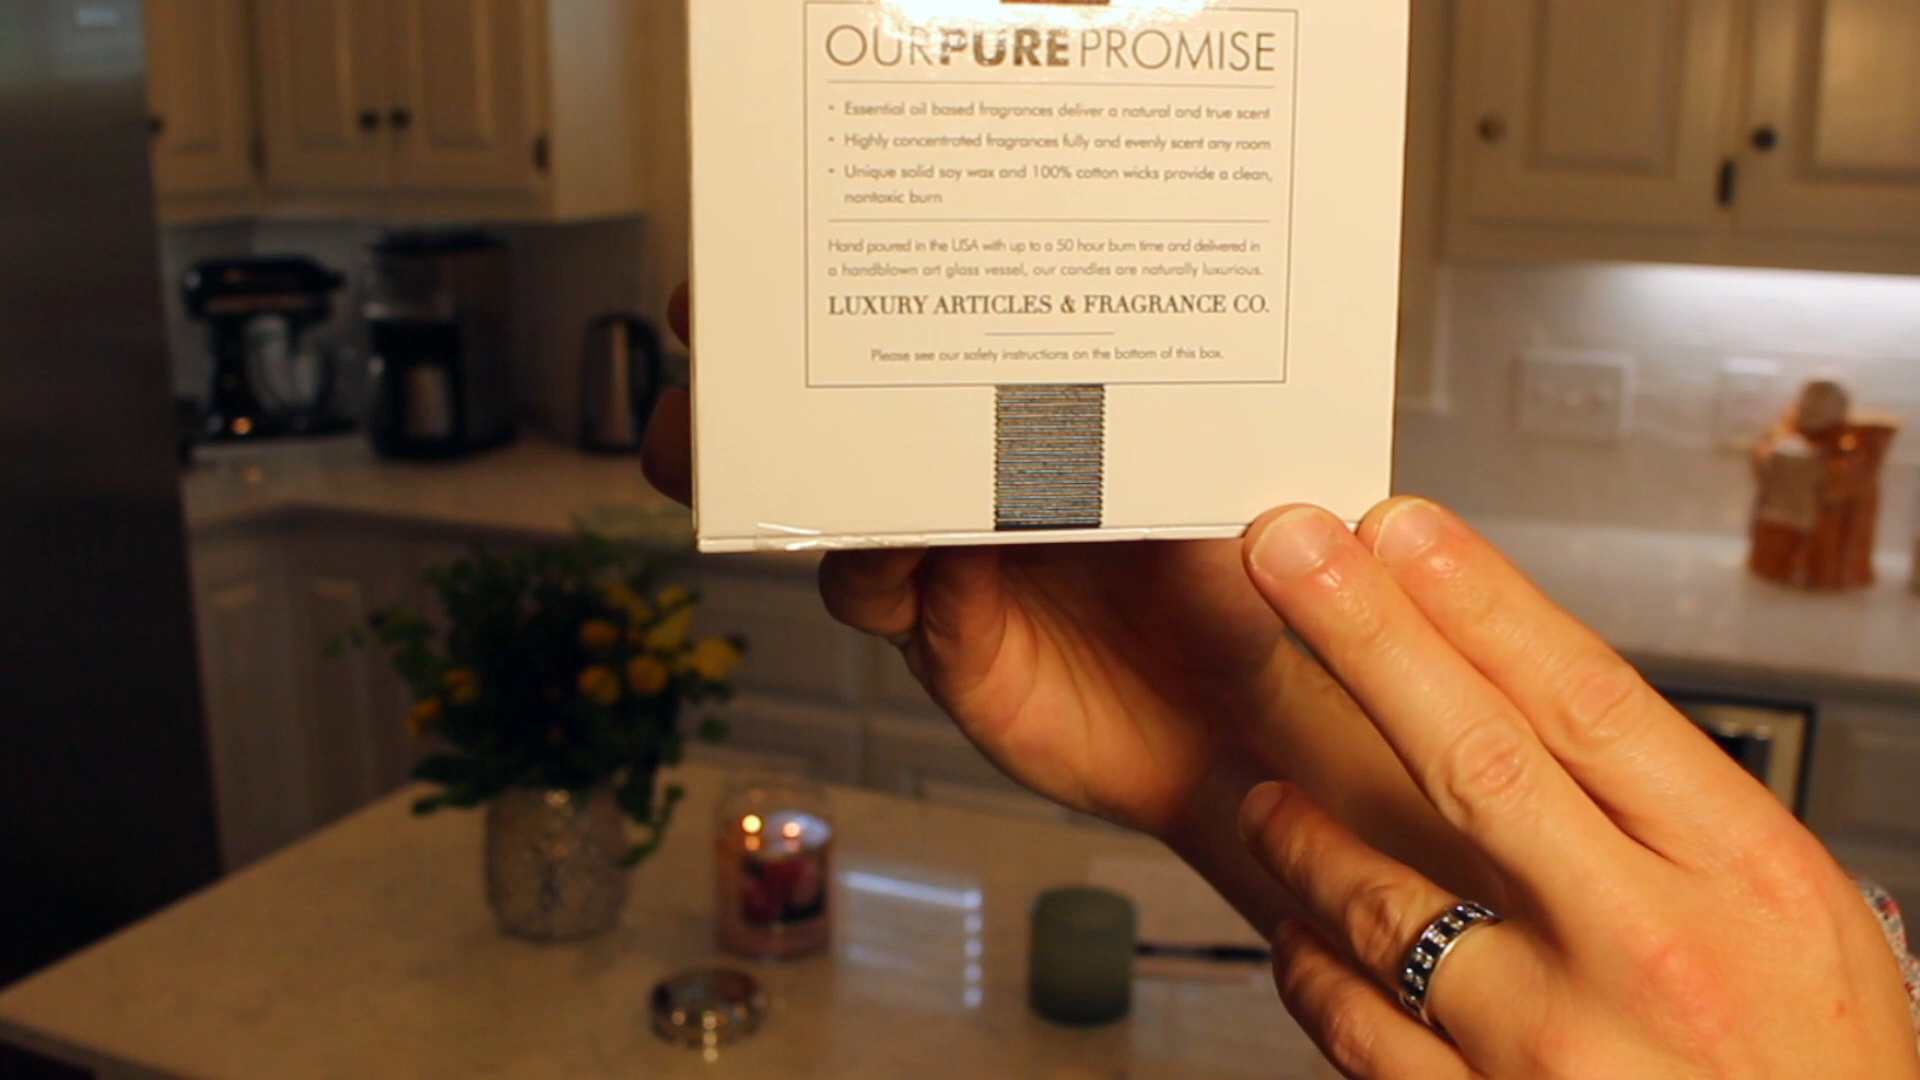 OUR PURE PROMISE
• Essential oil based fragrances deliver a natural and true scent
• Highly concentrated fragrances fully and evenly scent any room
• Unique solid soy wax and 100% cotton wicks provide a clean,
nontoxic burn
Hand poured in the USA with up to a 50 hour burn time and delivered in
a handblown art glass vessel, our candles are naturally luxurious.
LUXURY ARTICLES & FRAGRANCE CO.
Please see our safety instructions on the bottom of this box.